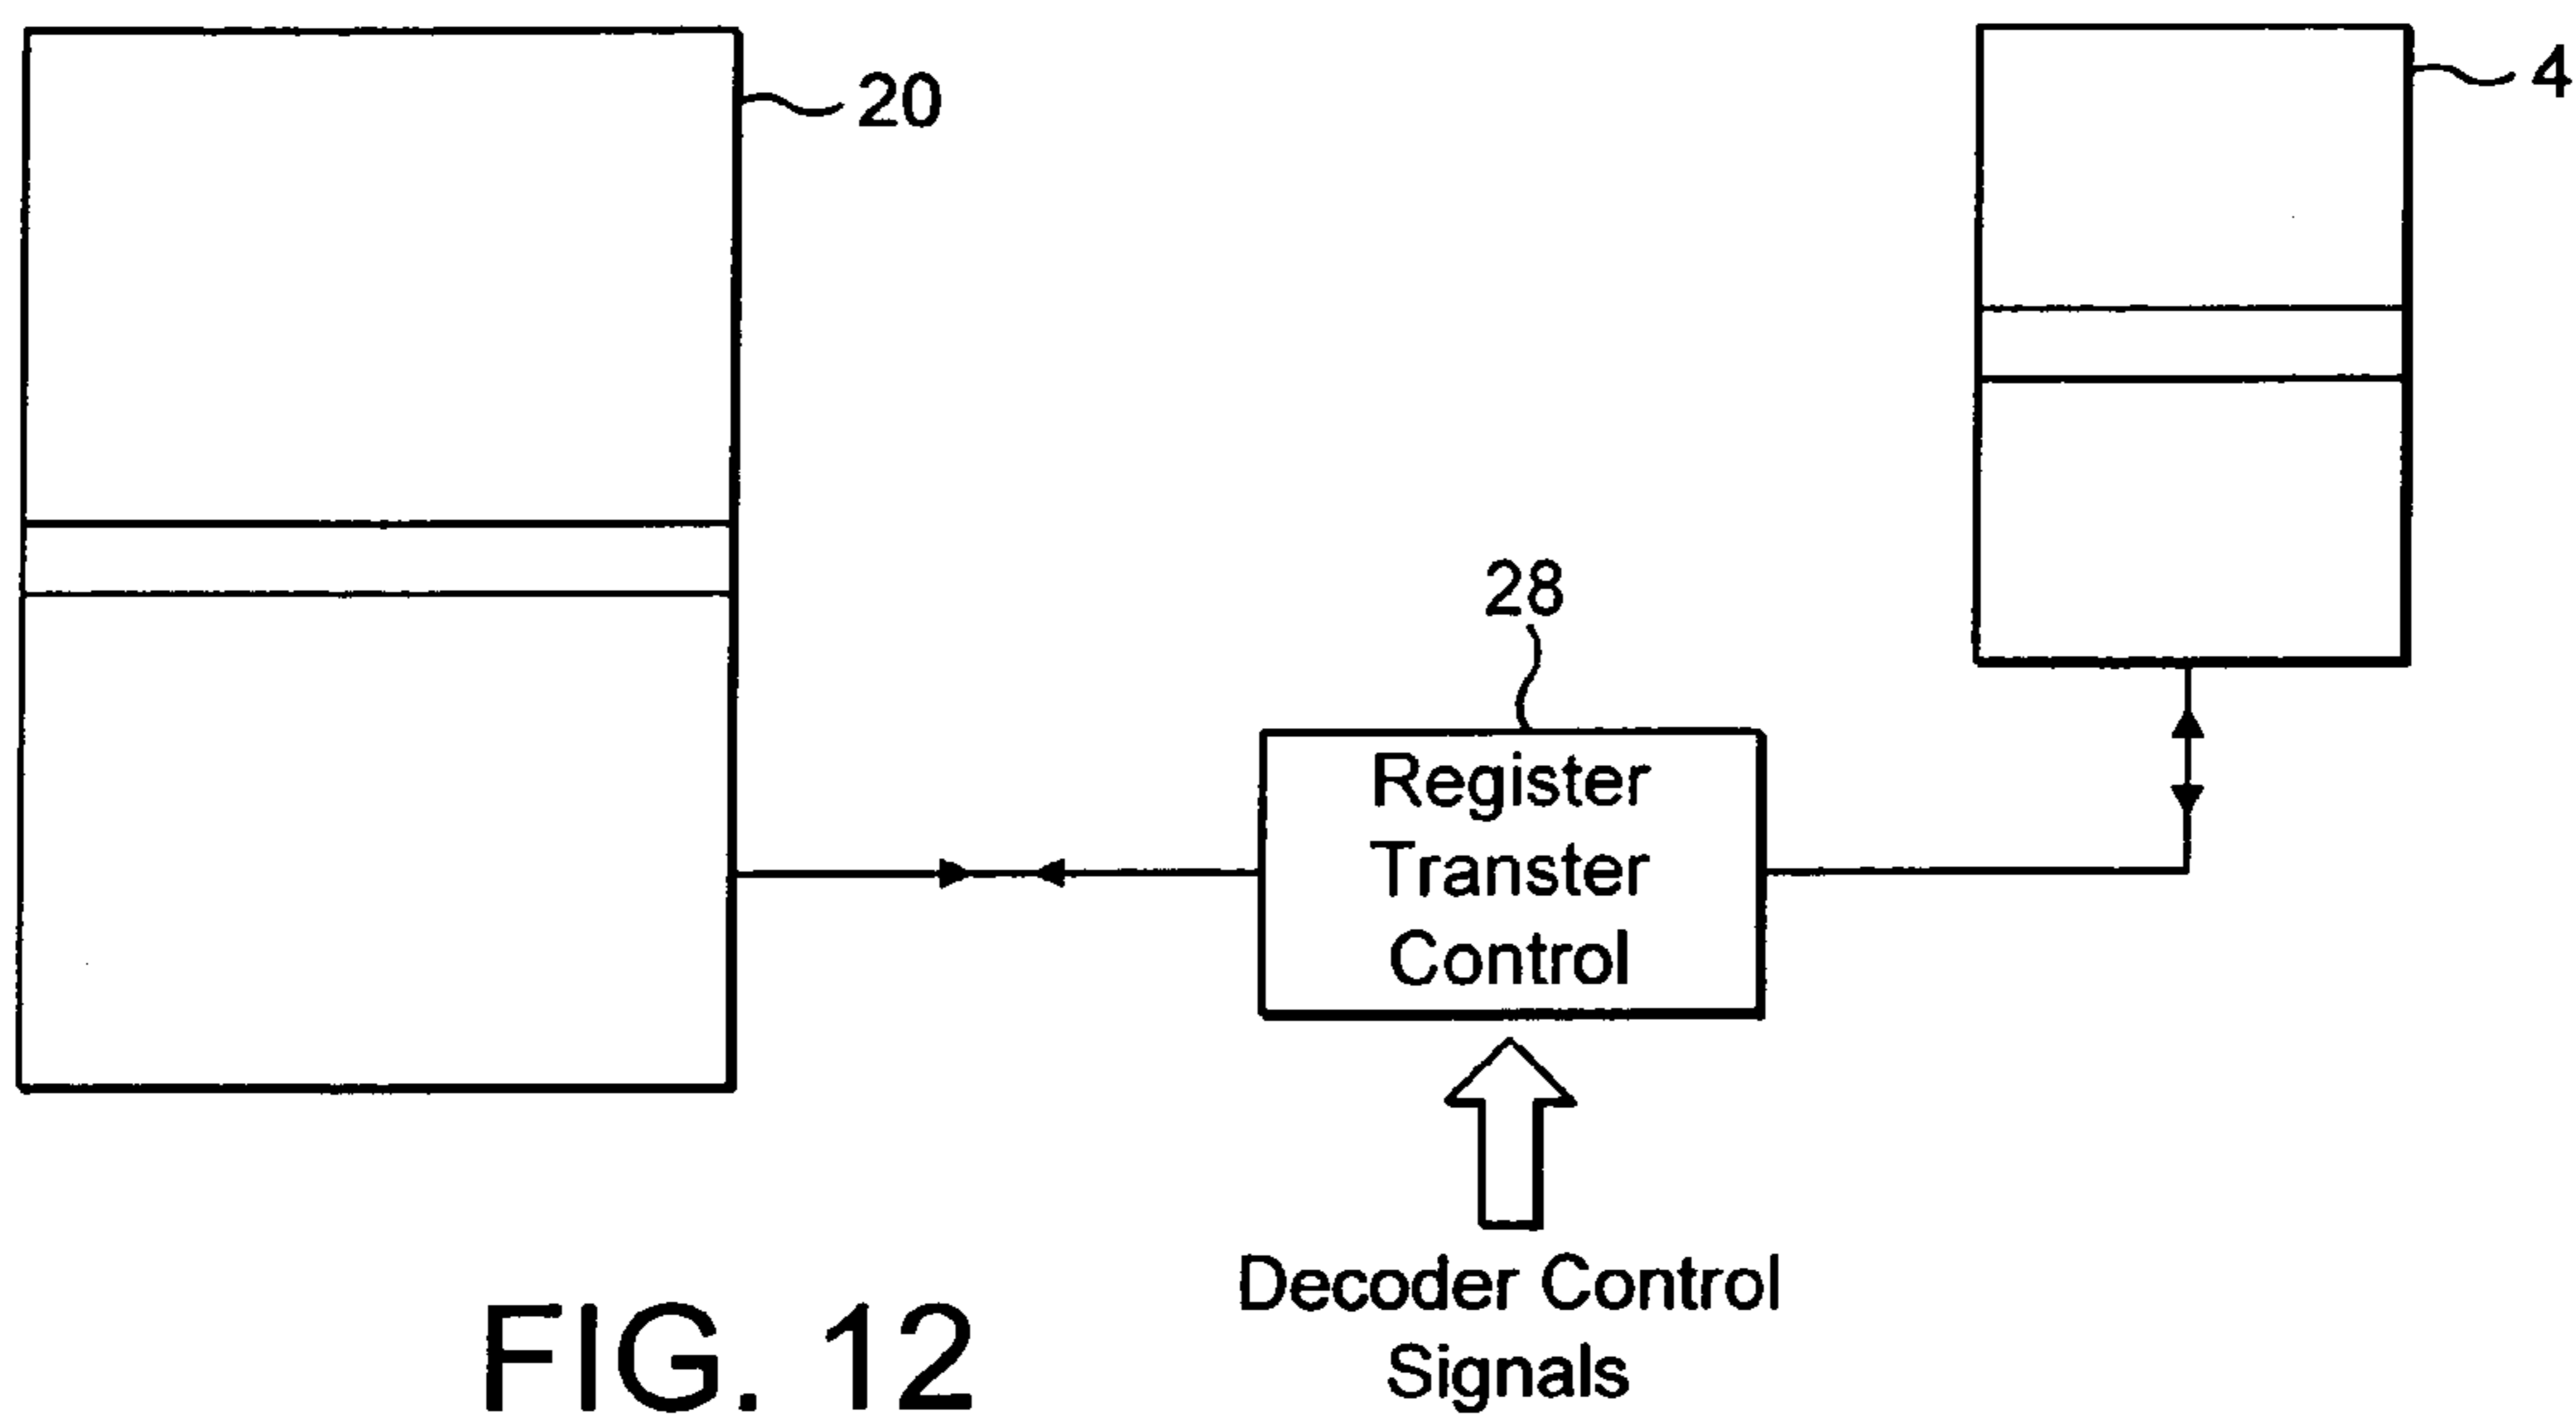 20
4
28
Register
Transter
Control
Decoder Control
Signals
FIG. 12